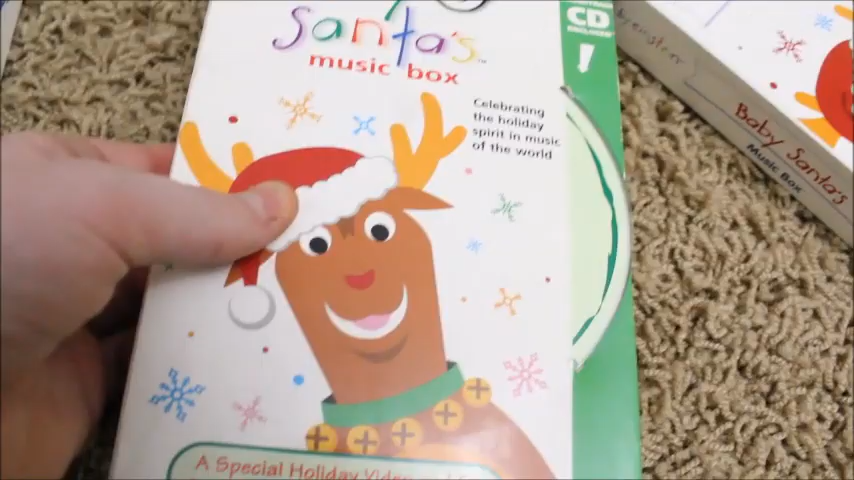 Santa's™
music box
Celebrating
the holiday
spirit in music
of the world
CD
!
A Special Holiday Video
Baby Santa's
Music Box